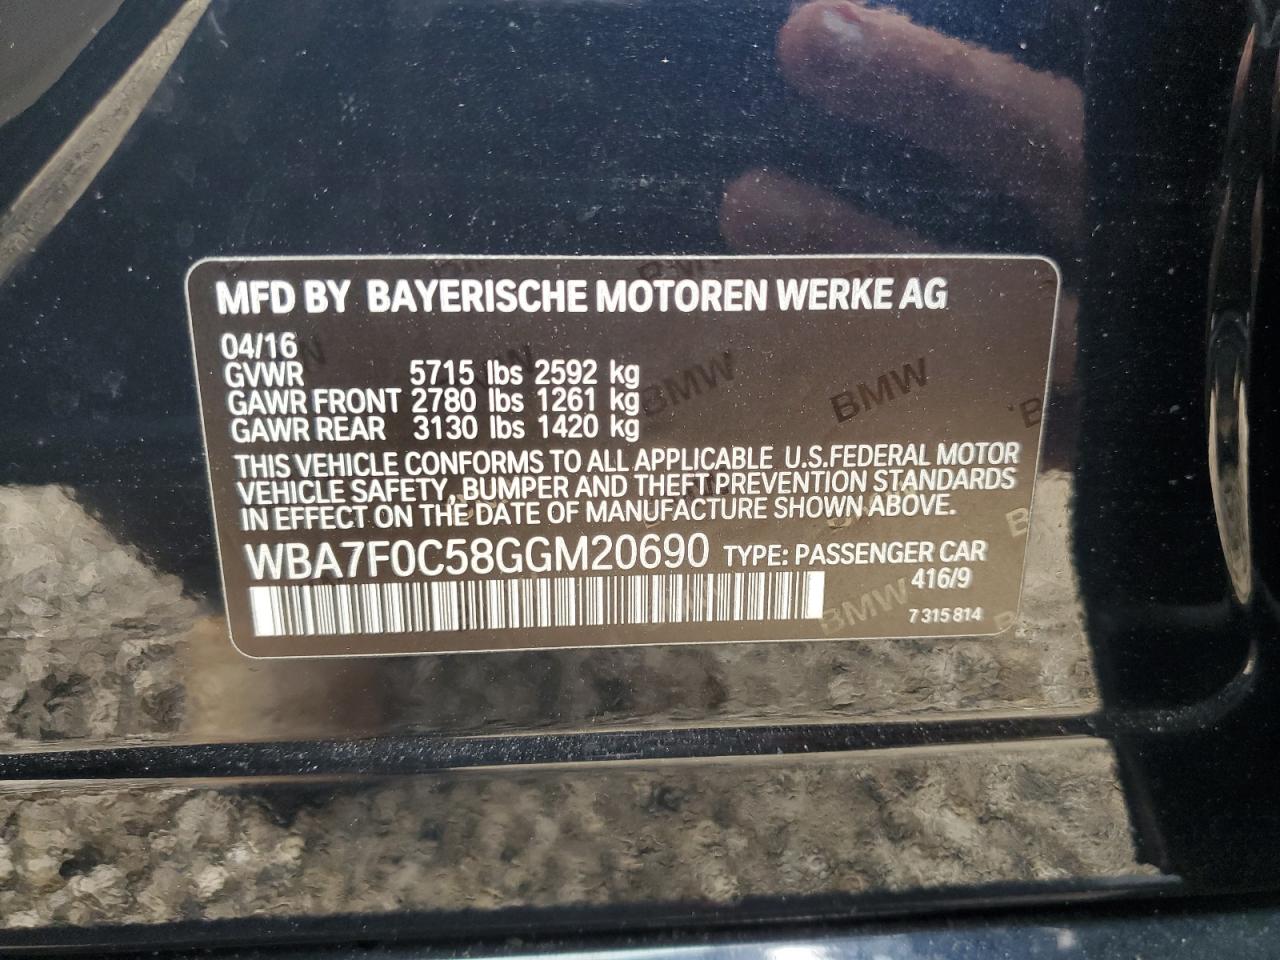 MFD BY BAYERISCHE MOTOREN WERKE AG
04/16
GVWR 5715 lbs 2592 kg
GAWR FRONT 2780 lbs 1261 kg
GAWR REAR 3130 lbs 1420 kg
THIS VEHICLE CONFORMS TO ALL APPLICABLE U.S.FEDERAL MOTOR
VEHICLE SAFETY, BUMPER AND THEFT PREVENTION STANDARDS
IN EFFECT ON THE DATE OF MANUFACTURE SHOWN ABOVE.
WBA7F0C58GGM20690 TYPE: PASSENGER CAR
416/9
7 315 814
BMW
BMW
BMW